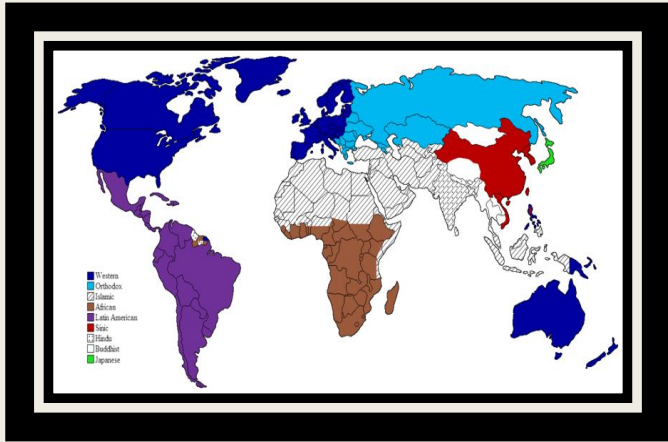 Western
Orthodox
Islamic
African
Latin American
Sinic
Hindu
Buddhist
Japanese